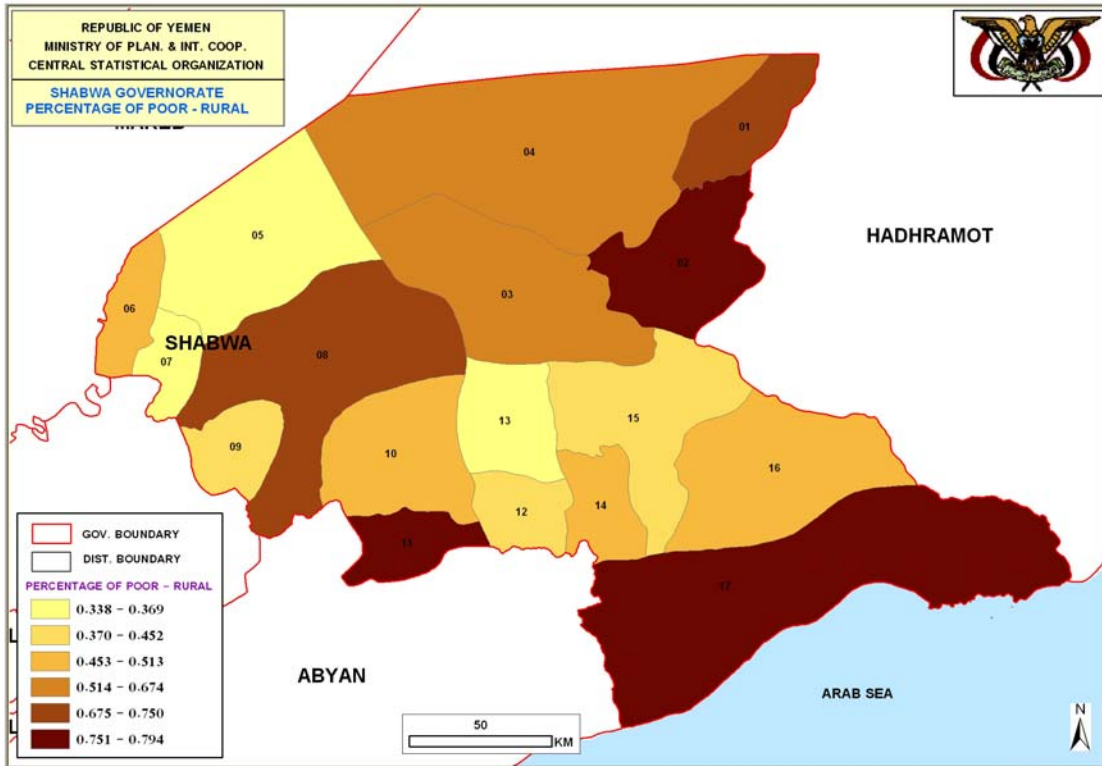 REPUBLIC OF YEMEN
MINISTRY OF PLAN. & INT. COOP.
CENTRAL STATISTICAL ORGANIZATION
SHABWA GOVERNORATE
PERCENTAGE OF POOR - RURAL
01
04
HADHRAMOT
05
02
03
06
SHABWA
07
08
13
15
09
10
16
12
14
11
17
GOV. BOUNDARY
DIST. BOUNDARY
PERCENTAGE OF POOR – RURAL
0.338 – 0.369
0.370 – 0.452
0.453 – 0.513
0.514 – 0.674
0.675 – 0.750
0.751 – 0.794
ABYAN
ARAB SEA
N
50
KM